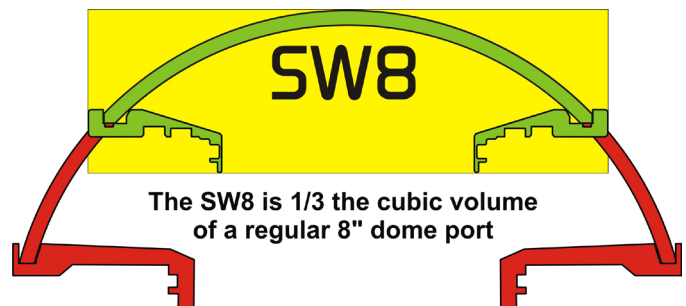 SW8
The SW8 is 1/3 the cubic volume
of a regular 8" dome port